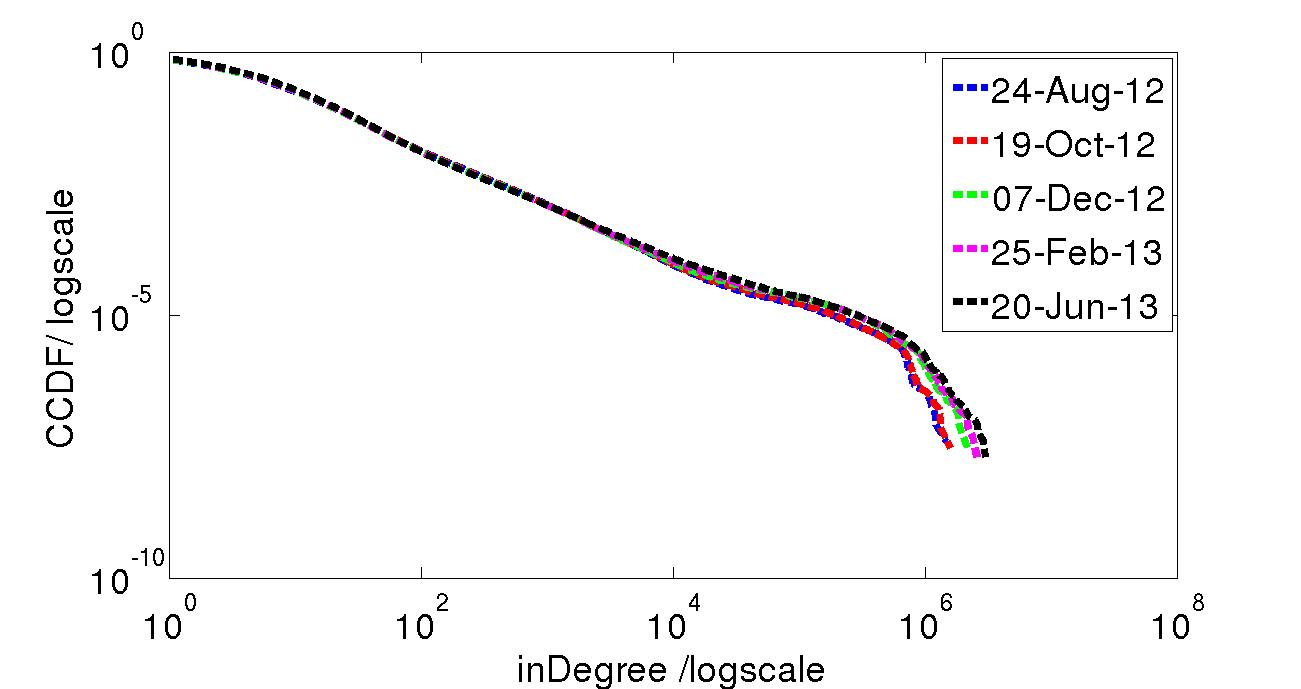 10^0
10^-5
10^-10
CCDF/ logscale
24-Aug-12
19-Oct-12
07-Dec-12
25-Feb-13
20-Jun-13
10^0 10^2 10^4 10^6 10^8
inDegree /logscale